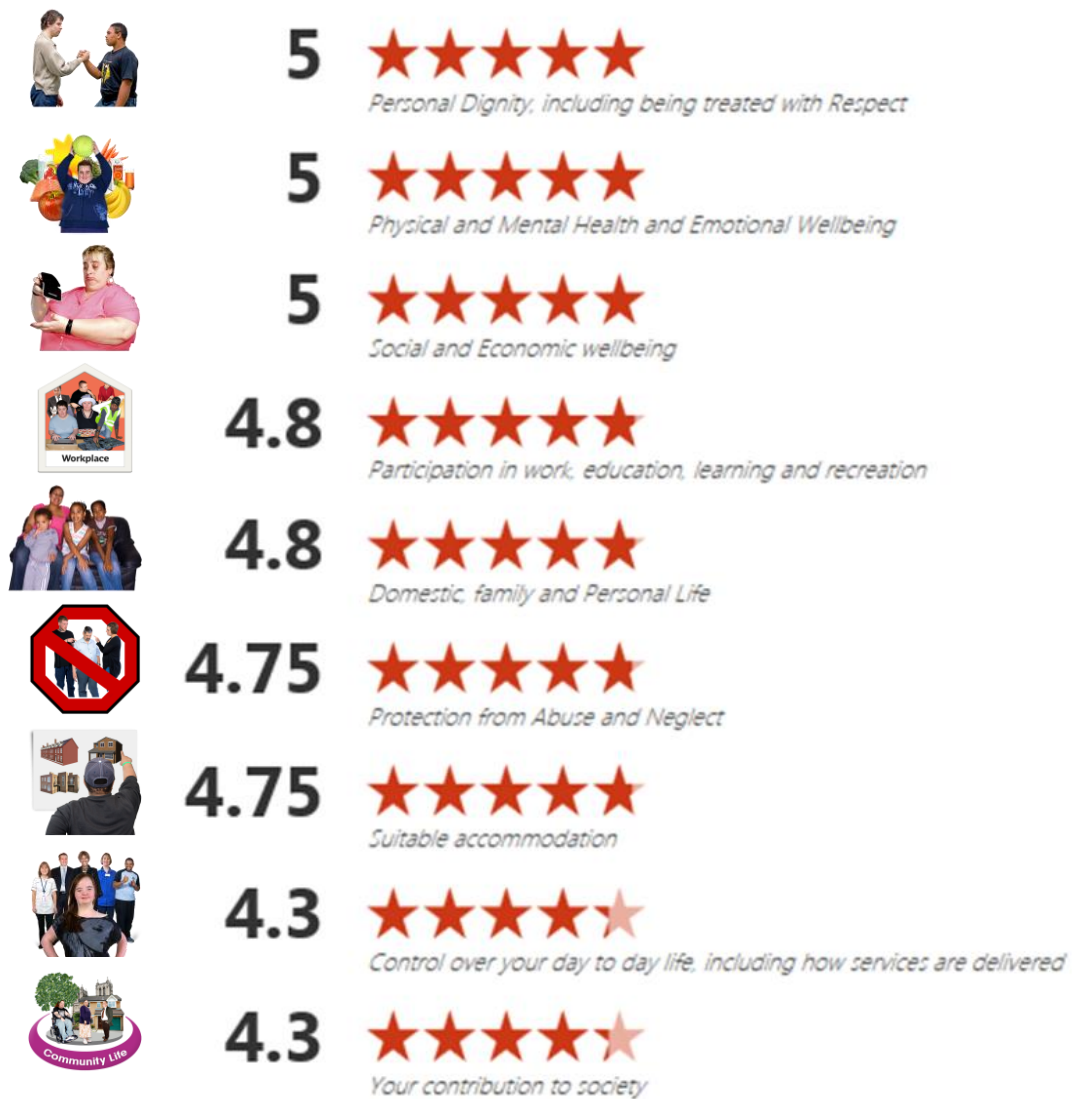 5
Personal Dignity, including being treated with Respect
5
Physical and Mental Health and Emotional Wellbeing
5
Social and Economic wellbeing
Workplace
4.8
Participation in work, education, learning and recreation
4.8
Domestic, family and Personal Life
4.75
Protection from Abuse and Neglect
4.75
Suitable accommodation
4.3
Control over your day to day life, including how services are delivered
Community Life
4.3
Your contribution to society